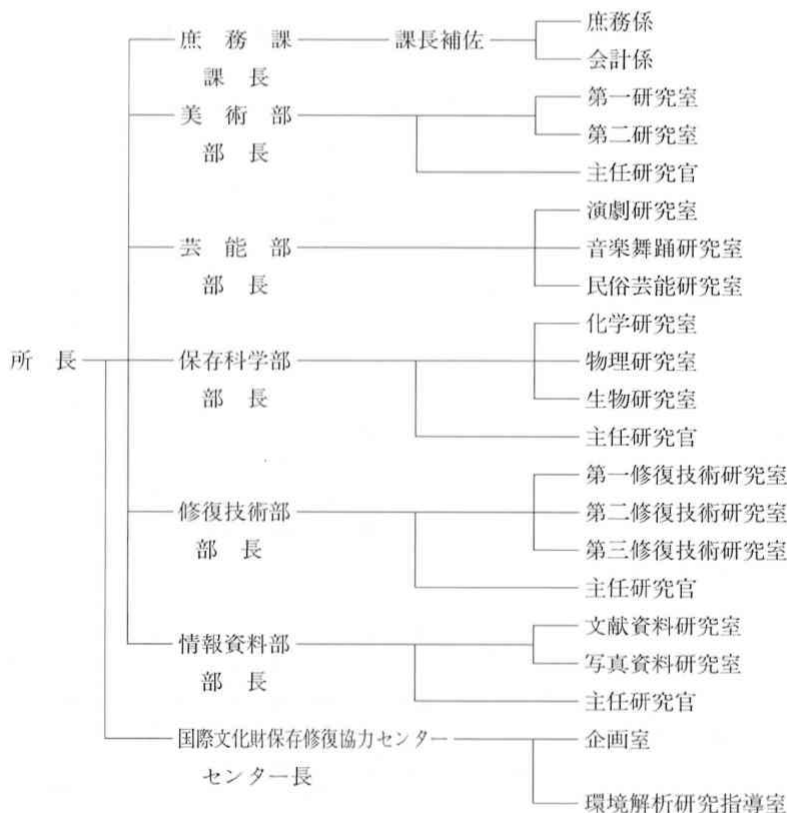 庶務課 課長補佐 庶務係
会計係
課長
美術部 第一研究室
第二研究室
部長
主任研究官
演劇研究室
芸能部 音楽舞踊研究室
部長 民俗芸能研究室
化学研究室
所長 保存科学部 物理研究室
部長 生物研究室
主任研究官
第一修復技術研究室
修復技術部 第二修復技術研究室
部長 第三修復技術研究室
主任研究官
文献資料研究室
情報資料部
写真資料研究室
部長
主任研究官
国際文化財保存修復協力センター 企画室
センター長
環境解析研究指導室